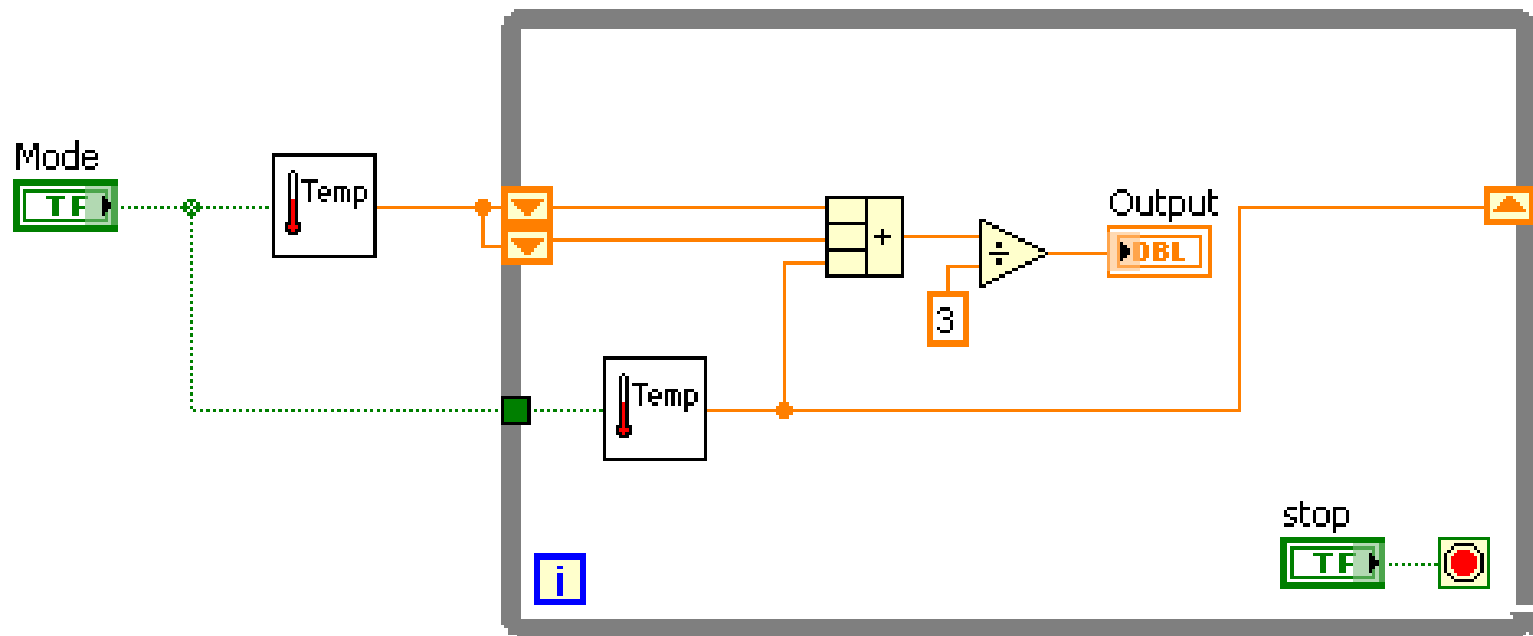 Mode
TF
Temp
Output
+
÷
DBL
3
Temp
stop
TF
i